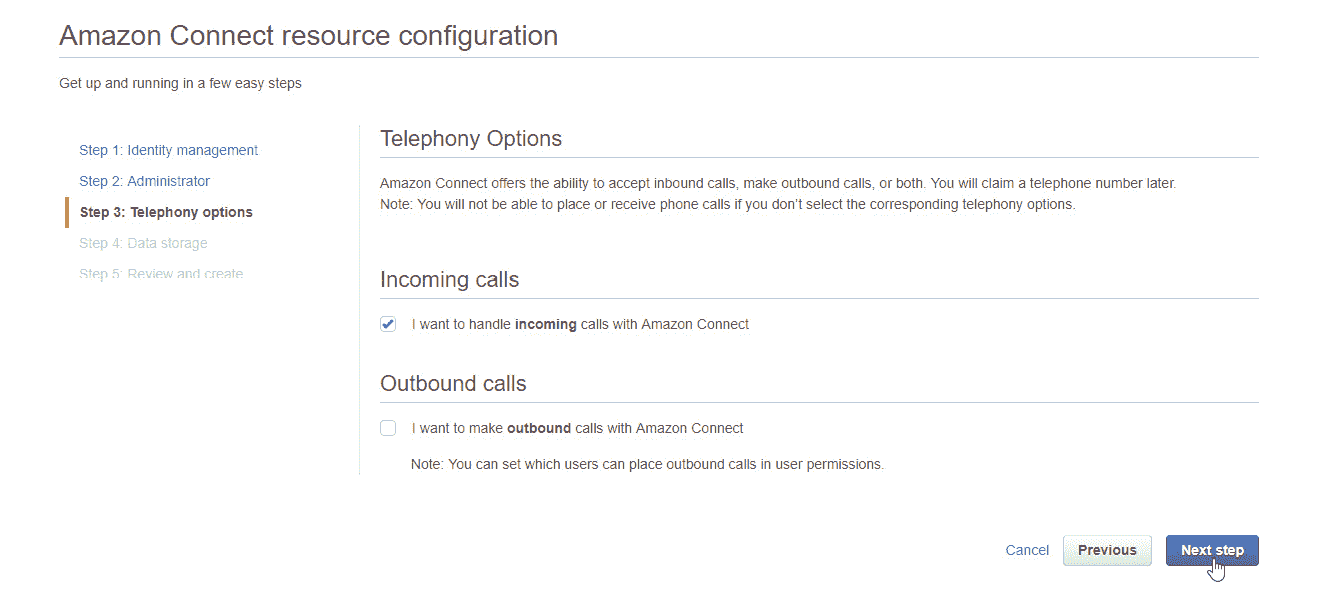 Amazon Connect resource configuration
Get up and running in a few easy steps
Step 1: Identity management
Step 2: Administrator
Step 3: Telephony options
Step 4: Data storage
Step 5: Review and create
Telephony Options
Amazon Connect offers the ability to accept inbound calls, make outbound calls, or both. You will claim a telephone number later.
Note: You will not be able to place or receive phone calls if you don't select the corresponding telephony options.
Incoming calls
I want to handle incoming calls with Amazon Connect
Outbound calls
I want to make outbound calls with Amazon Connect
Note: You can set which users can place outbound calls in user permissions.
Cancel Previous Next step